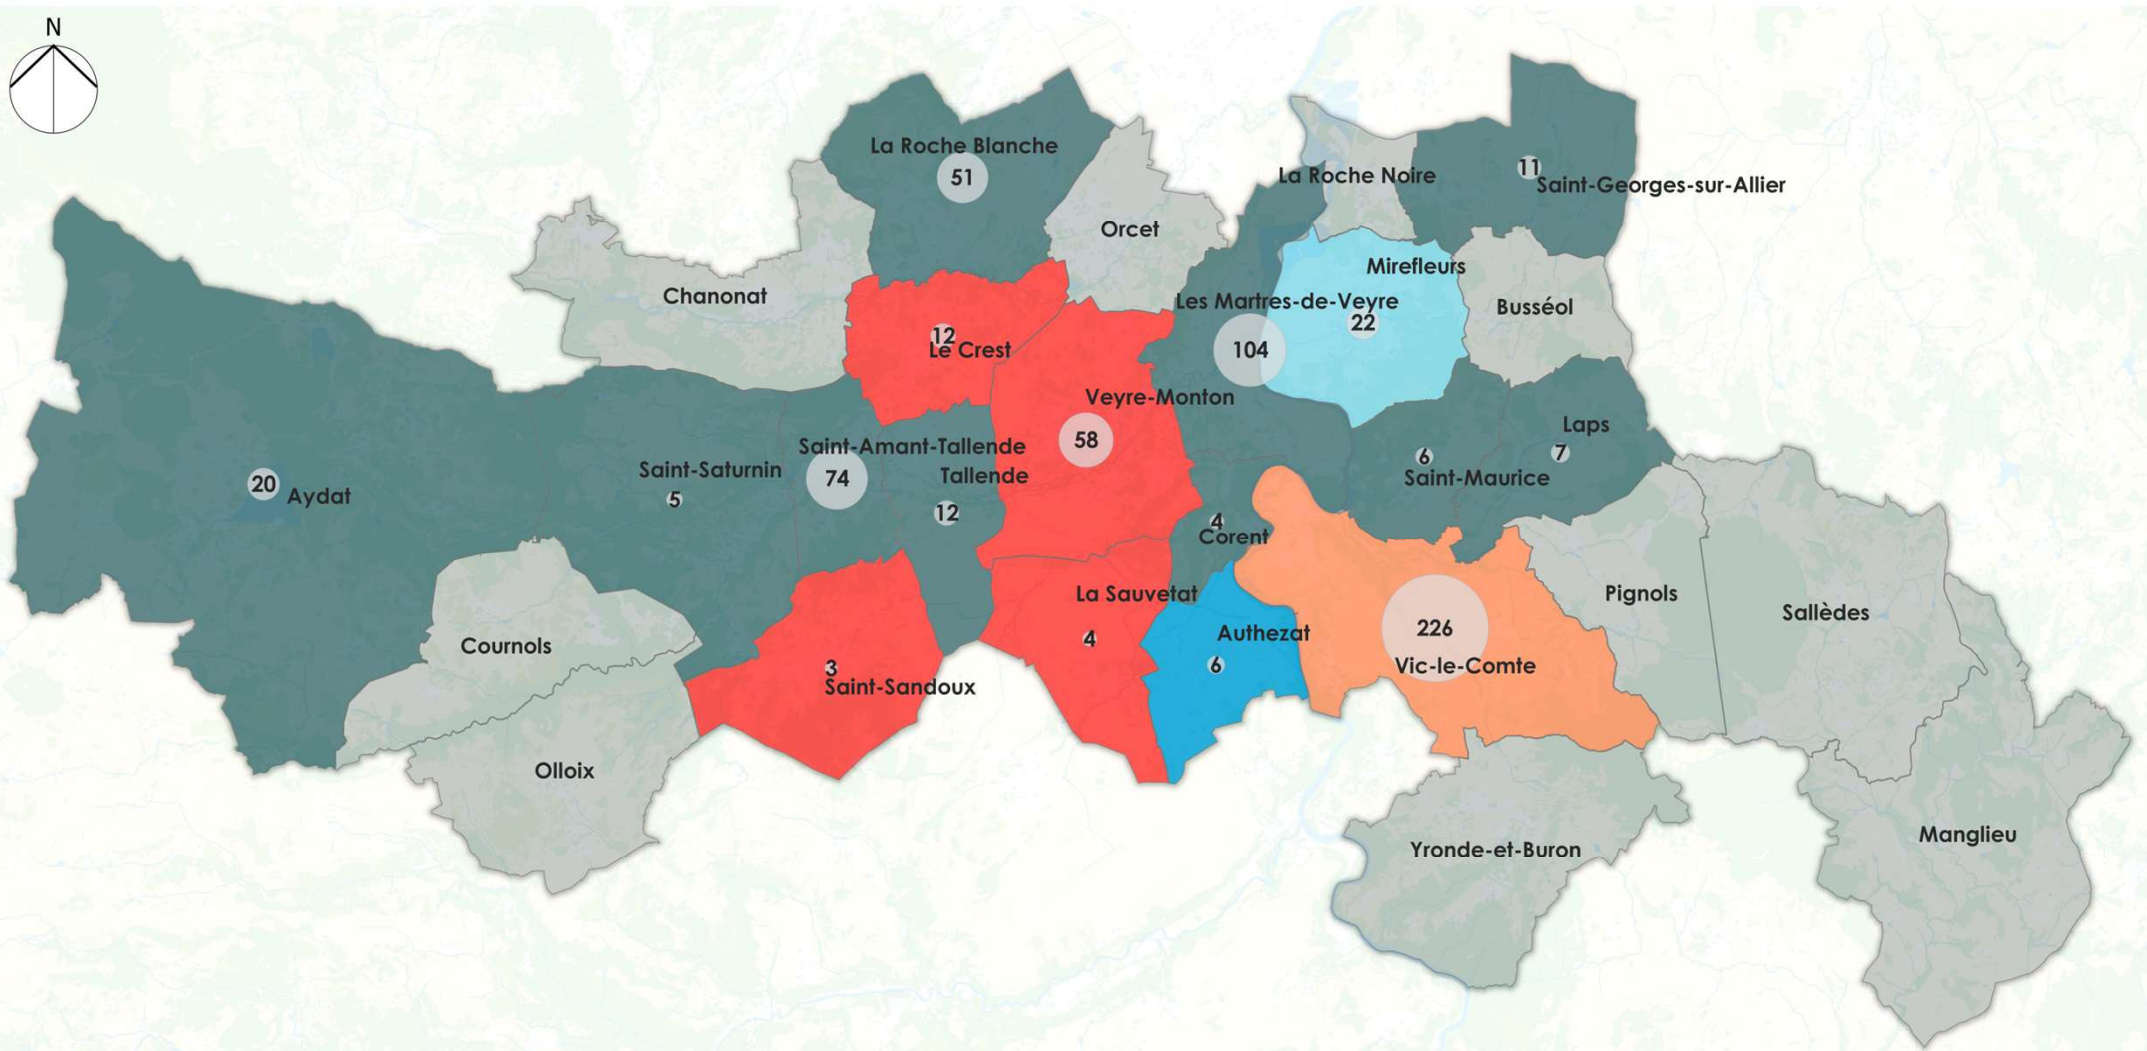 N
La Roche Blanche
51
11
Saint-Georges-sur-Allier
La Roche Noire
Orcet
Mirefleurs
Chanonat
Les Martres-de-Veyre
22
Busséol
12
Le Crest
104
Veyre-Monton
58
Laps
7
6
Saint-Maurice
Saint-Amant-Tallende
74
Saint-Saturnin
5
Tallende
12
20
Aydat
4
Corent
La Sauvetat
4
Pignols
Sallèdes
Authezat
6
226
Vic-le-Comte
Cournols
3
Saint-Sandoux
Olloix
Yronde-et-Buron
Manglieu